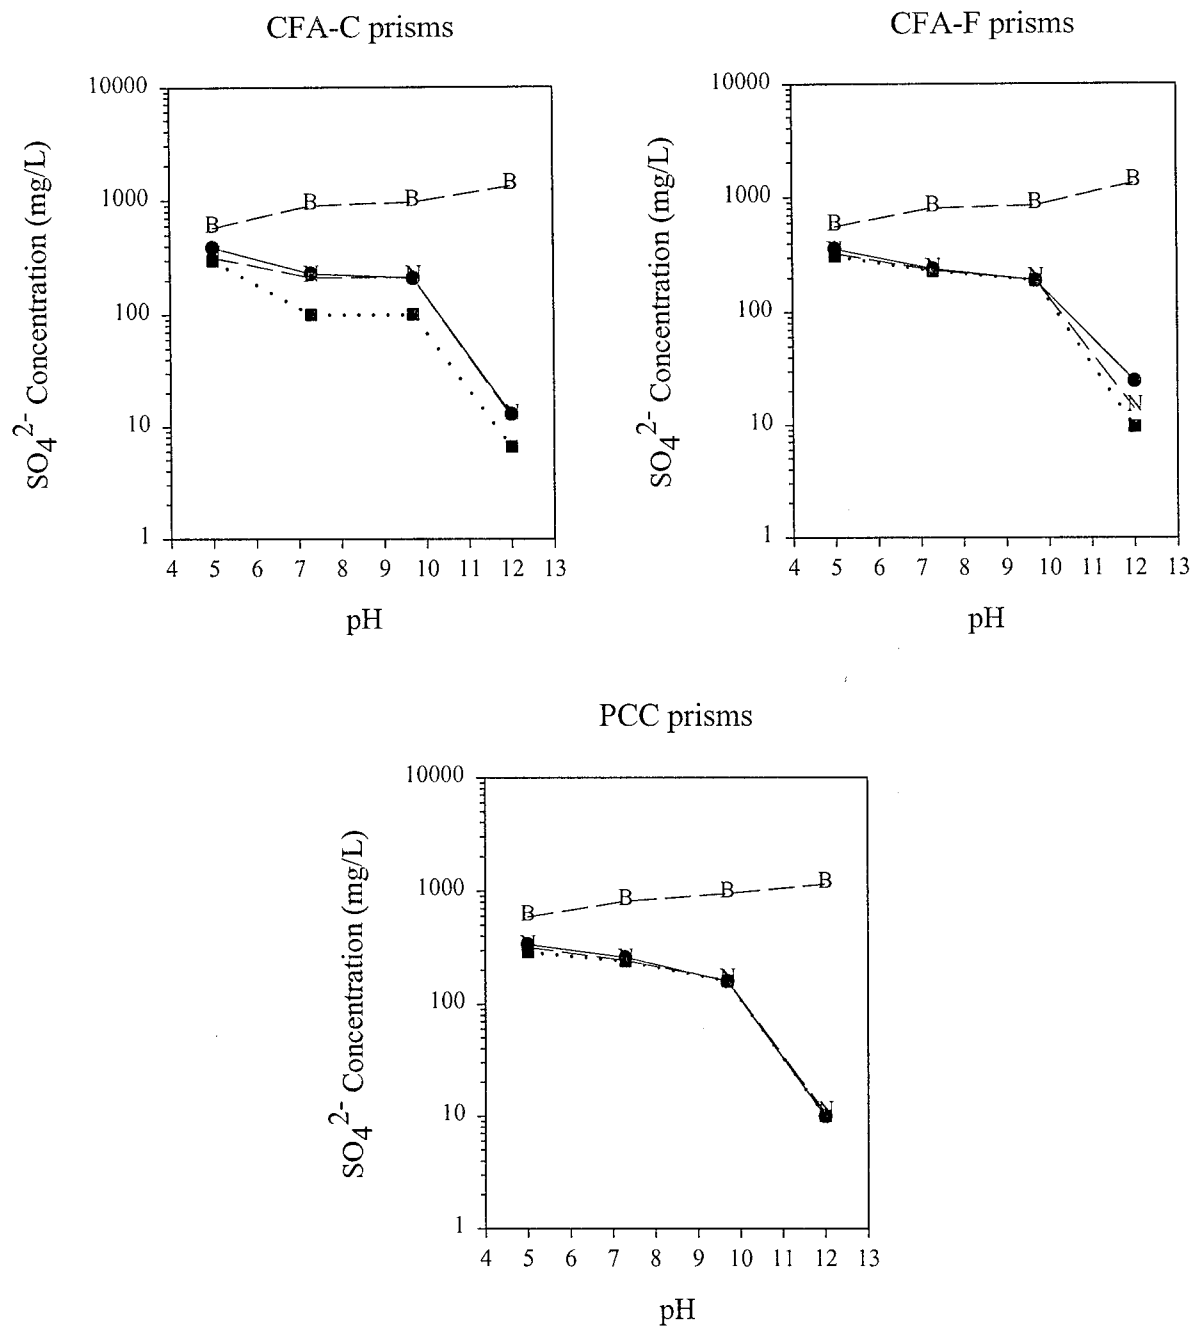 CFA-C prisms
10000
1000
100
10
1
SO4^2- Concentration (mg/L)
B B B B
N N N
4 5 6 7 8 9 10 11 12 13
pH
CFA-F prisms
10000
1000
100
10
1
SO4^2- Concentration (mg/L)
B B B B
N N N N
4 5 6 7 8 9 10 11 12 13
pH
PCC prisms
10000
1000
100
10
1
SO4^2- Concentration (mg/L)
B B B B
N N N N
4 5 6 7 8 9 10 11 12 13
pH